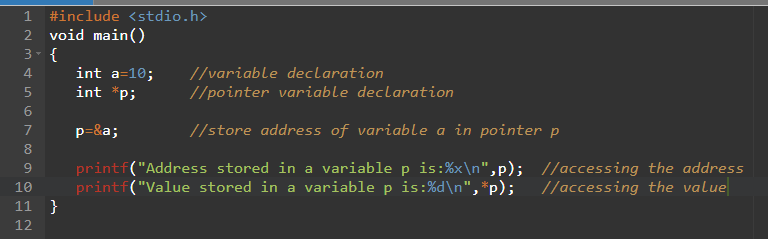 1 #include <stdio.h>
2 void main()
3 {
4 int a=10; //variable declaration
5 int *p; //pointer variable declaration
6
7 p=&a; //store address of variable a in pointer p
8
9 printf("Address stored in a variable p is:%x\n",p); //accessing the address
10 printf("Value stored in a variable p is:%d\n",*p); //accessing the value
11 }
12